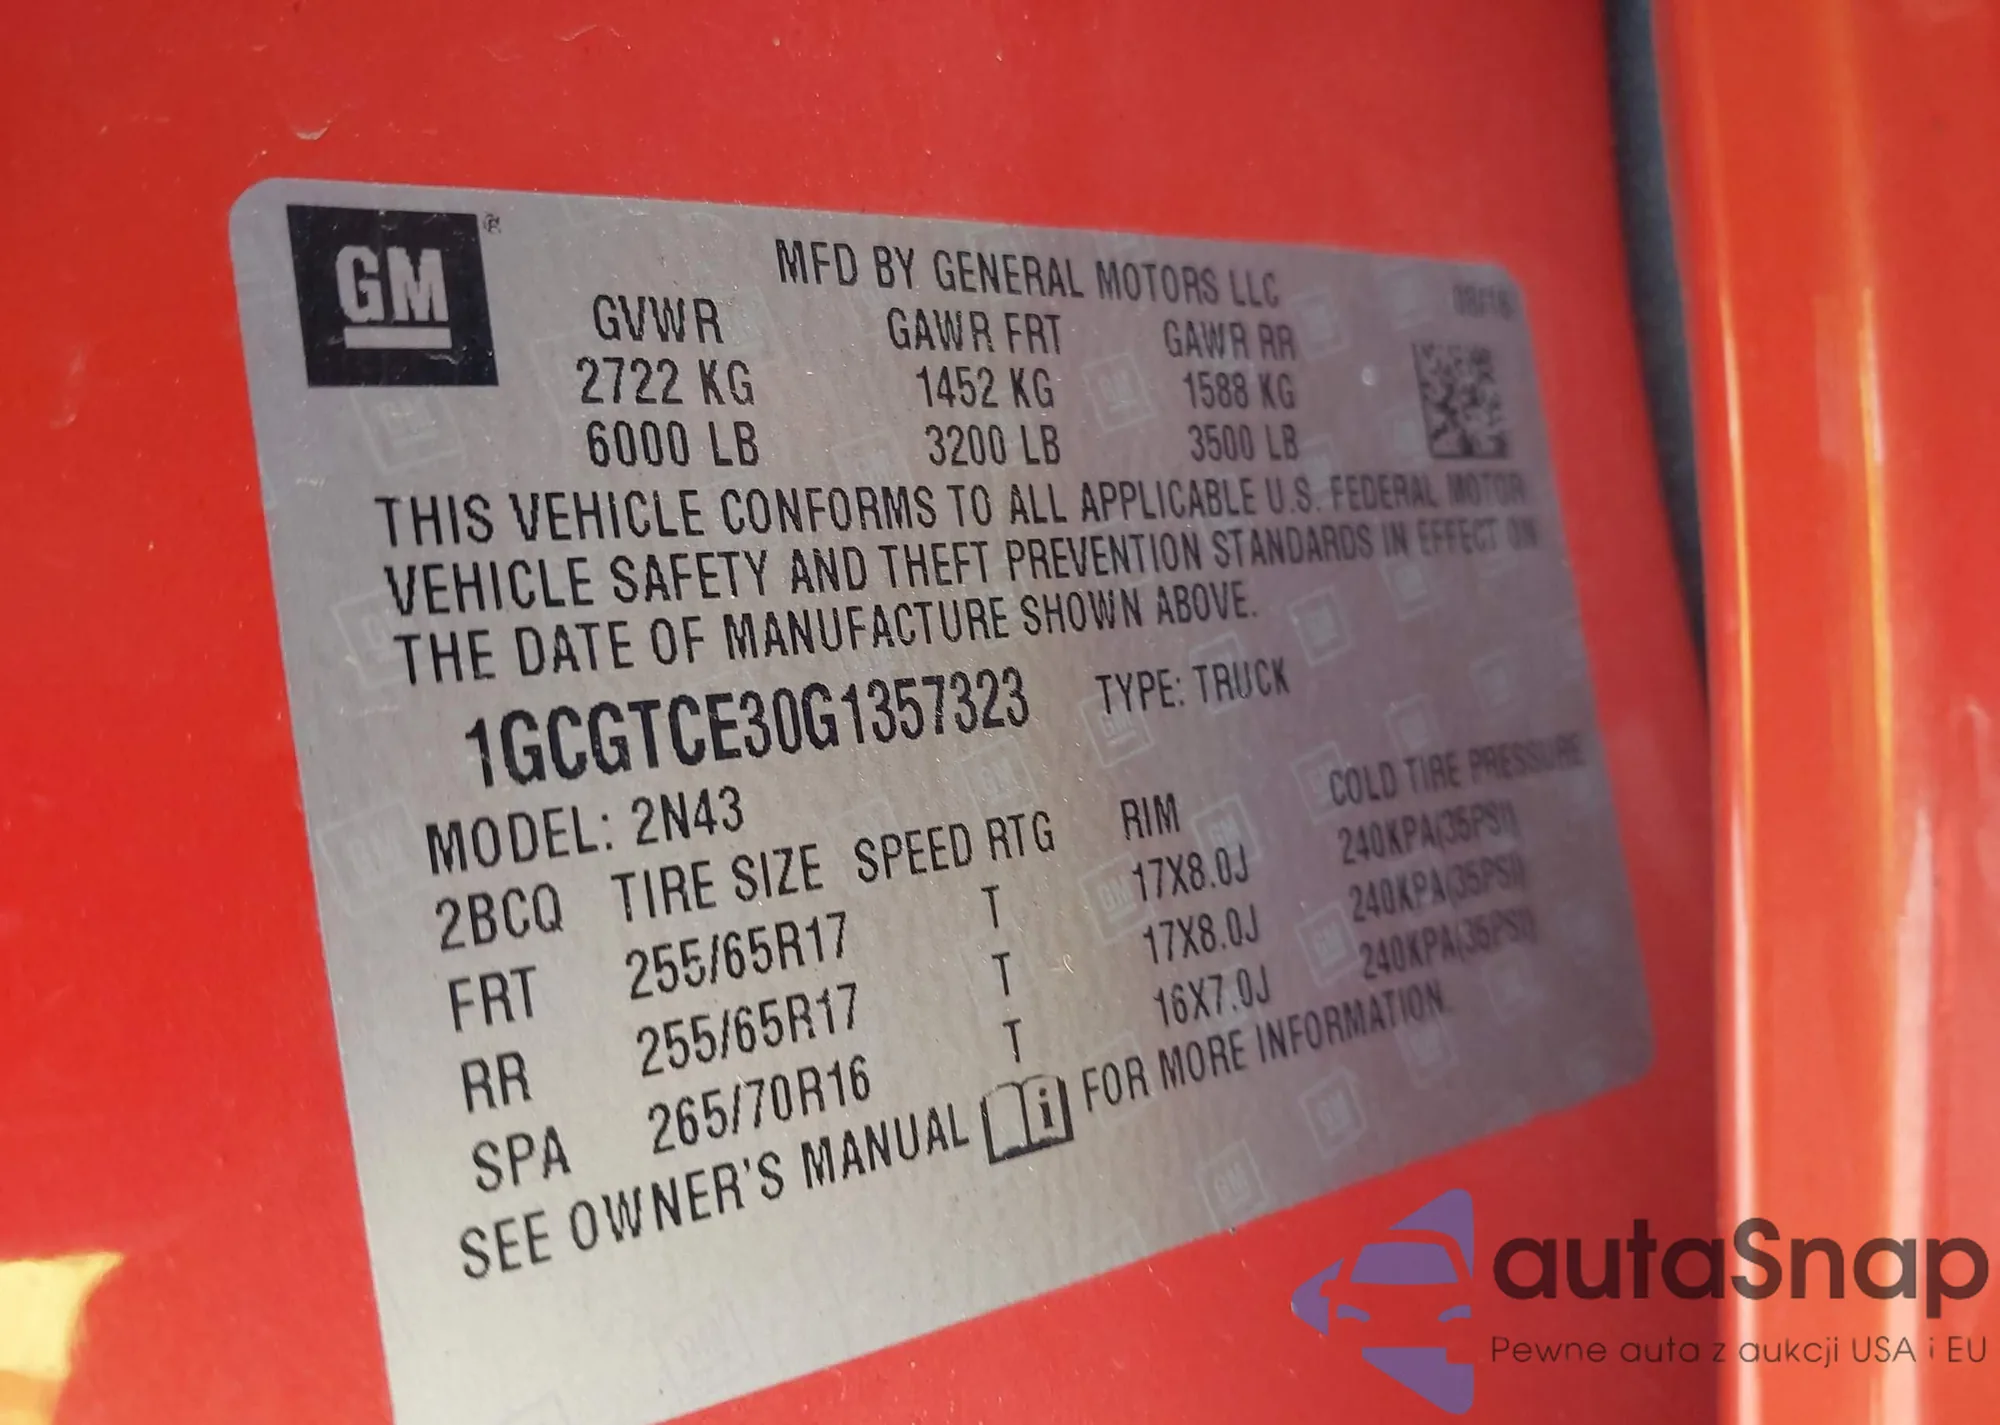 GM
MFD BY GENERAL MOTORS LLC
GVWR GAWR FRT GAWR RR
2722 KG 1452 KG 1588 KG
6000 LB 3200 LB 3500 LB
THIS VEHICLE CONFORMS TO ALL APPLICABLE U.S. FEDERAL MOTOR
VEHICLE SAFETY AND THEFT PREVENTION STANDARDS IN EFFECT ON
THE DATE OF MANUFACTURE SHOWN ABOVE.
1GCGTCE30G1357323 TYPE: TRUCK
MODEL: 2N43
2BCQ TIRE SIZE SPEED RTG RIM COLD TIRE PRESSURE
FRT 255/65R17 T 17X8.0J 240KPA(35PSI)
RR 255/65R17 T 17X8.0J 240KPA(35PSI)
SPA 265/70R16 T 16X7.0J 240KPA(35PSI)
SEE OWNER'S MANUAL i FOR MORE INFORMATION.
autaSnap
Pewne auta z aukcji USA i EU